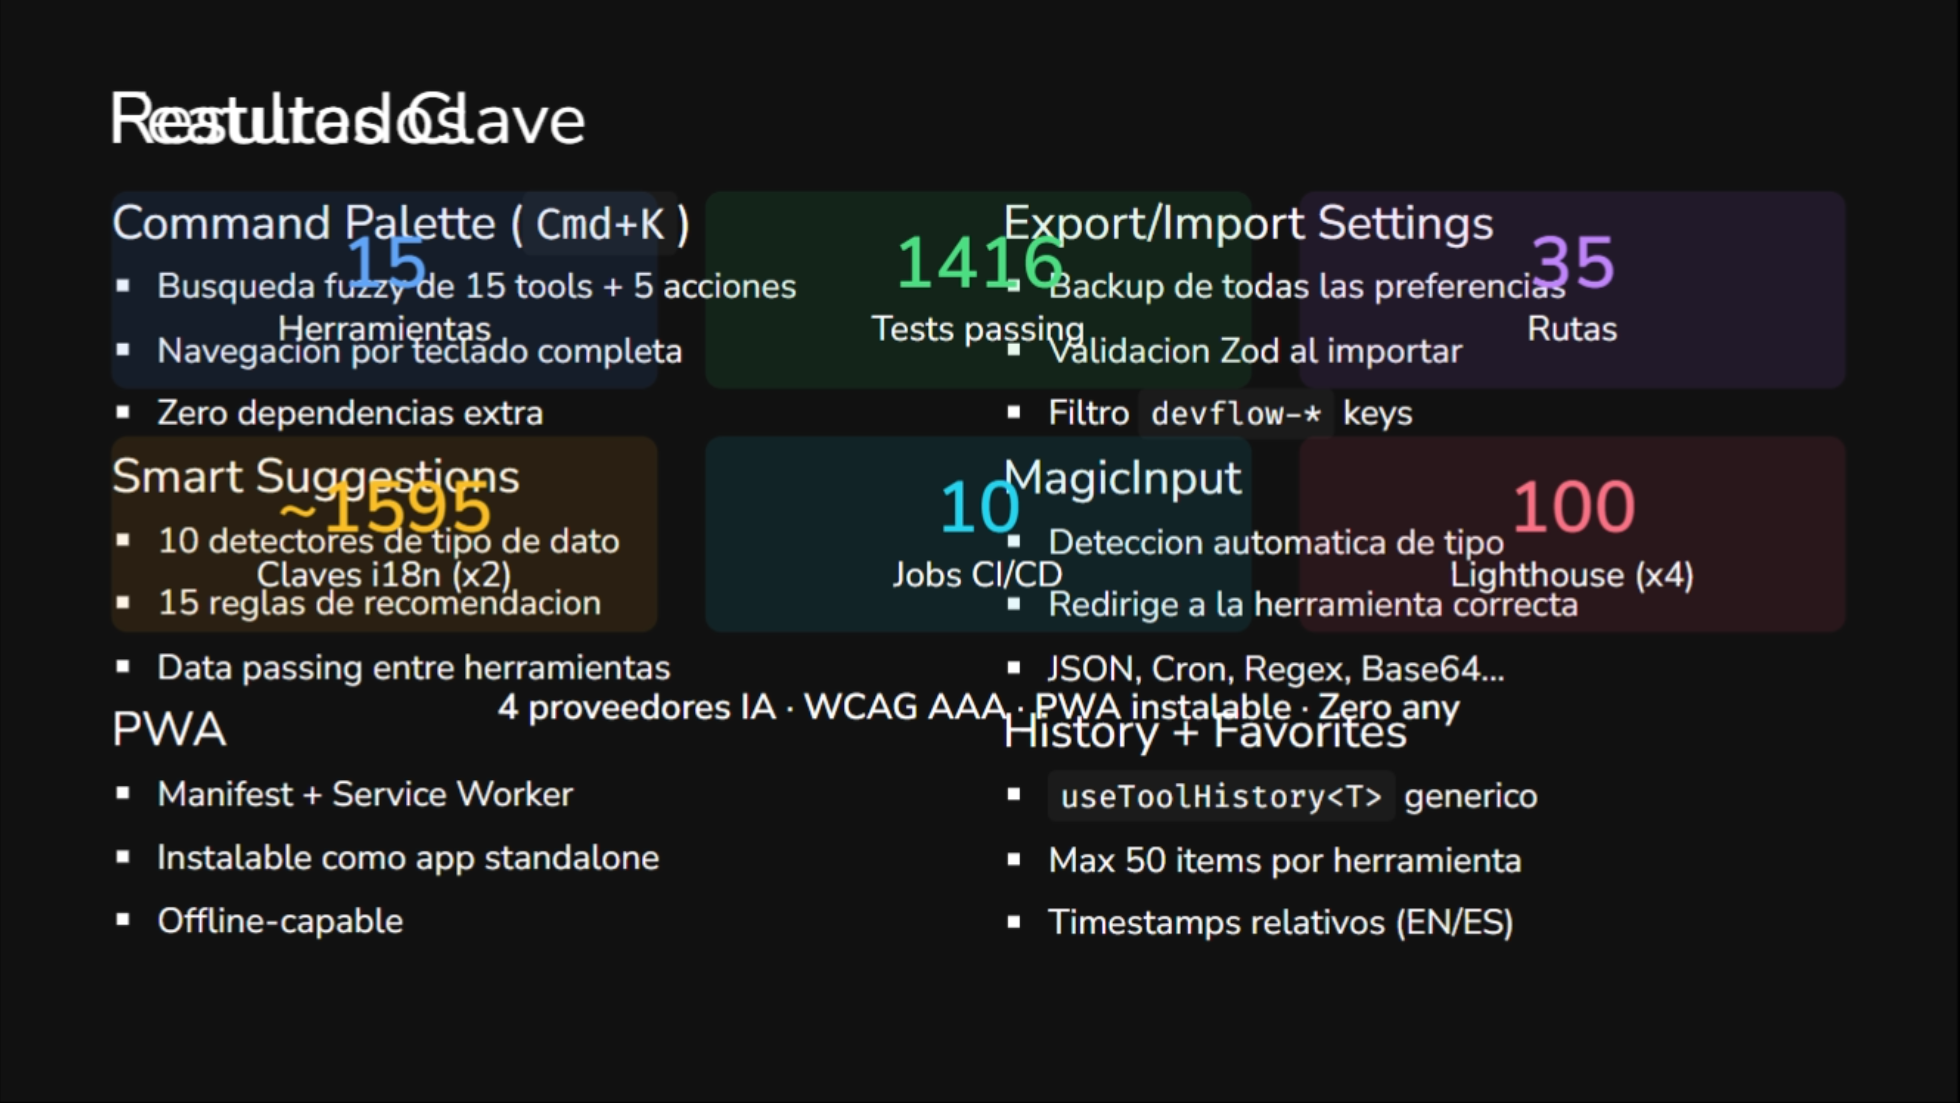 Features Clave
Command Palette ( Cmd+K )
Busqueda fuzzy de 15 tools + 5 acciones
Navegacion por teclado completa
Zero dependencias extra
Smart Suggestions
10 detectores de tipo de dato
15 reglas de recomendacion
Data passing entre herramientas
PWA
Manifest + Service Worker
Instalable como app standalone
Offline-capable
Export/Import Settings
Backup de todas las preferencias
Validacion Zod al importar
Filtro devflow-* keys
MagicInput
Deteccion automatica de tipo
Redirige a la herramienta correcta
JSON, Cron, Regex, Base64...
History + Favorites
useToolHistory<T> generico
Max 50 items por herramienta
Timestamps relativos (EN/ES)
Resultados
15
Herramientas
1416
Tests passing
35
Rutas
~1595
Claves i18n (x2)
10
Jobs CI/CD
100
Lighthouse (x4)
4 proveedores IA · WCAG AAA · PWA instalable · Zero any